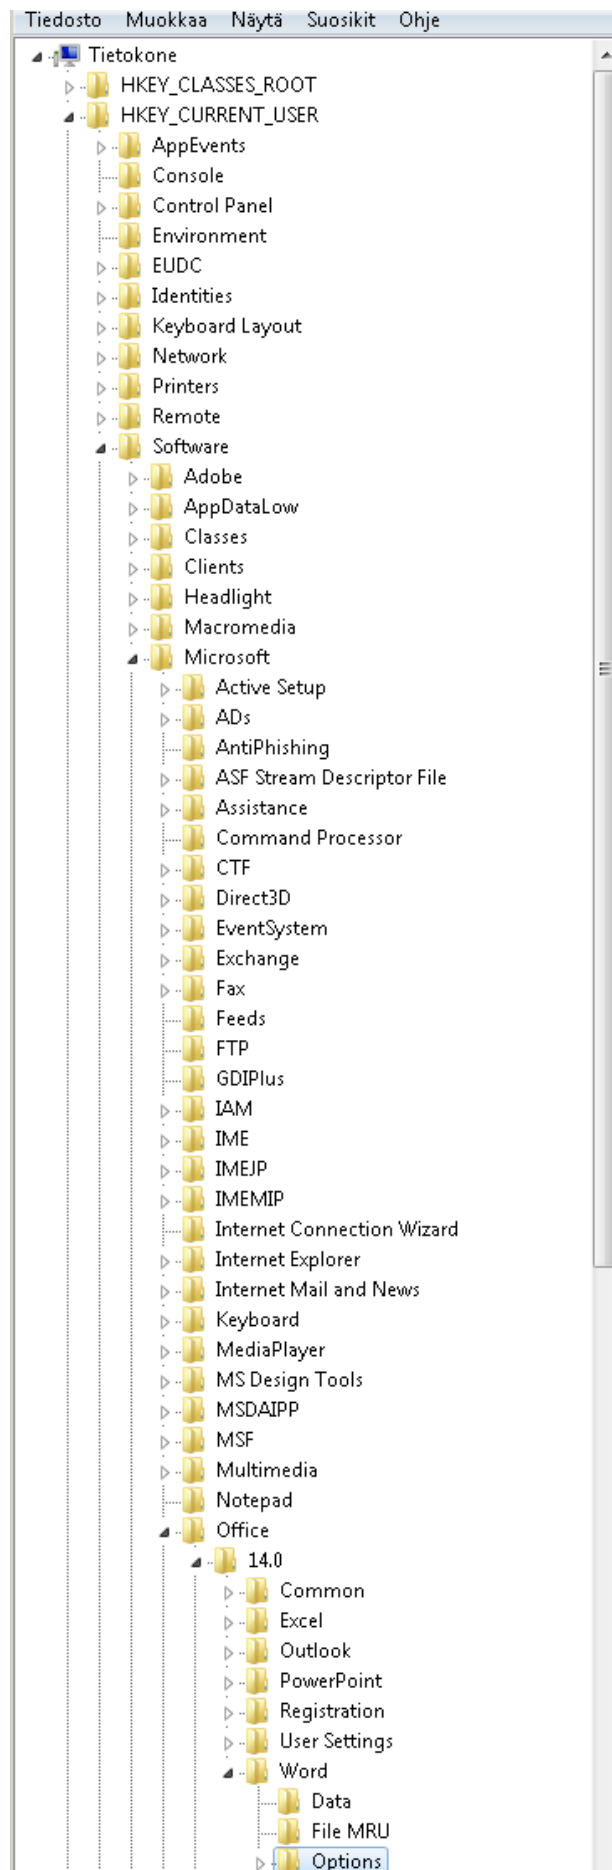 Tiedosto Muokkaa Näytä Suosikit Ohje
Tietokone
HKEY_CLASSES_ROOT
HKEY_CURRENT_USER
AppEvents
Console
Control Panel
Environment
EUDC
Identities
Keyboard Layout
Network
Printers
Remote
Software
Adobe
AppDataLow
Classes
Clients
Headlight
Macromedia
Microsoft
Active Setup
ADs
AntiPhishing
ASF Stream Descriptor File
Assistance
Command Processor
CTF
Direct3D
EventSystem
Exchange
Fax
Feeds
FTP
GDIPlus
IAM
IME
IMEJP
IMEMIP
Internet Connection Wizard
Internet Explorer
Internet Mail and News
Keyboard
MediaPlayer
MS Design Tools
MSDAIPP
MSF
Multimedia
Notepad
Office
14.0
Common
Excel
Outlook
PowerPoint
Registration
User Settings
Word
Data
File MRU
Options